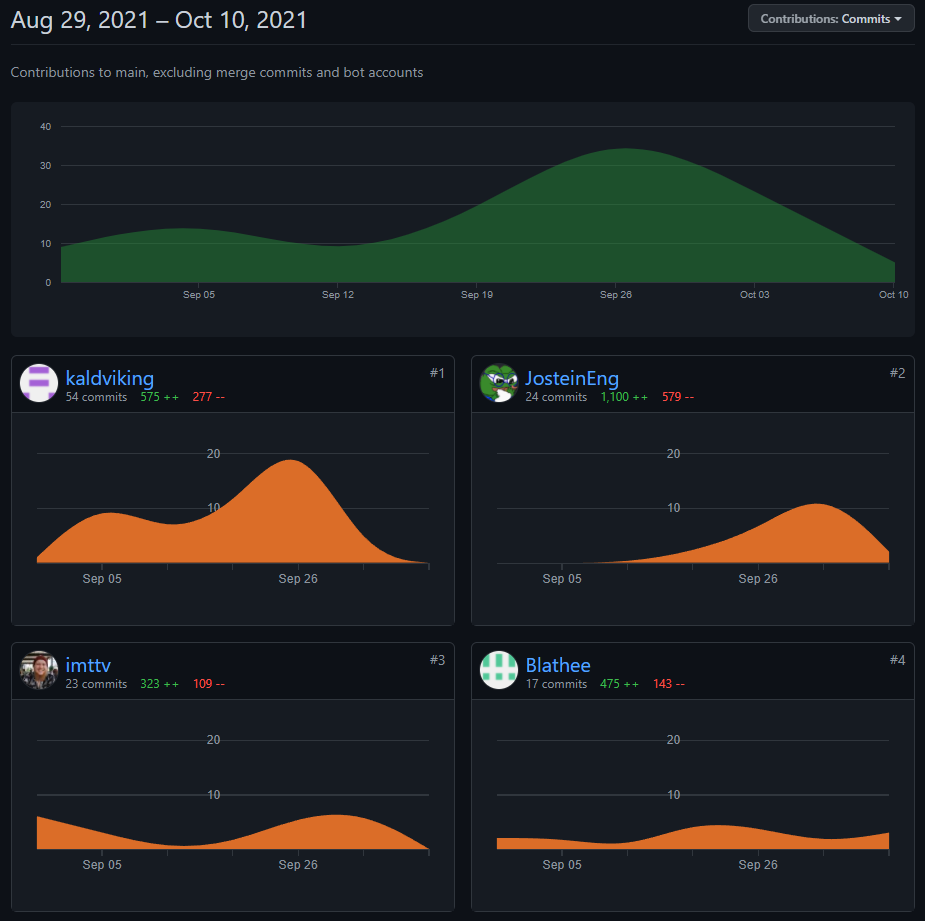 Aug 29, 2021 – Oct 10, 2021
Contributions: Commits
Contributions to main, excluding merge commits and bot accounts
40
30
20
10
0
Sep 05 Sep 12 Sep 19 Sep 26 Oct 03 Oct 10
kaldviking #1
54 commits 575 ++ 277 --
20
10
Sep 05 Sep 26
JosteinEng #2
24 commits 1,100 ++ 579 --
20
10
Sep 05 Sep 26
imttv #3
23 commits 323 ++ 109 --
20
10
Sep 05 Sep 26
Blathee #4
17 commits 475 ++ 143 --
20
10
Sep 05 Sep 26